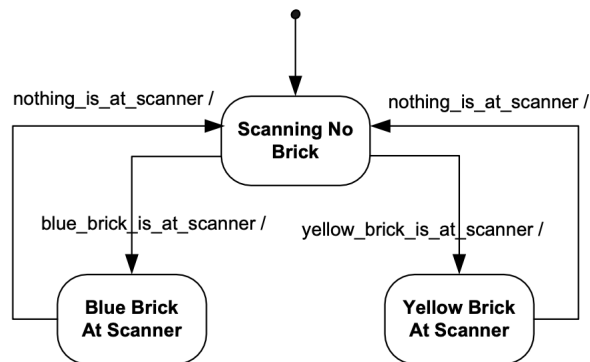 nothing_is_at_scanner /
nothing_is_at_scanner /
Scanning No
Brick
blue_brick_is_at_scanner /
yellow_brick_is_at_scanner /
Blue Brick
At Scanner
Yellow Brick
At Scanner